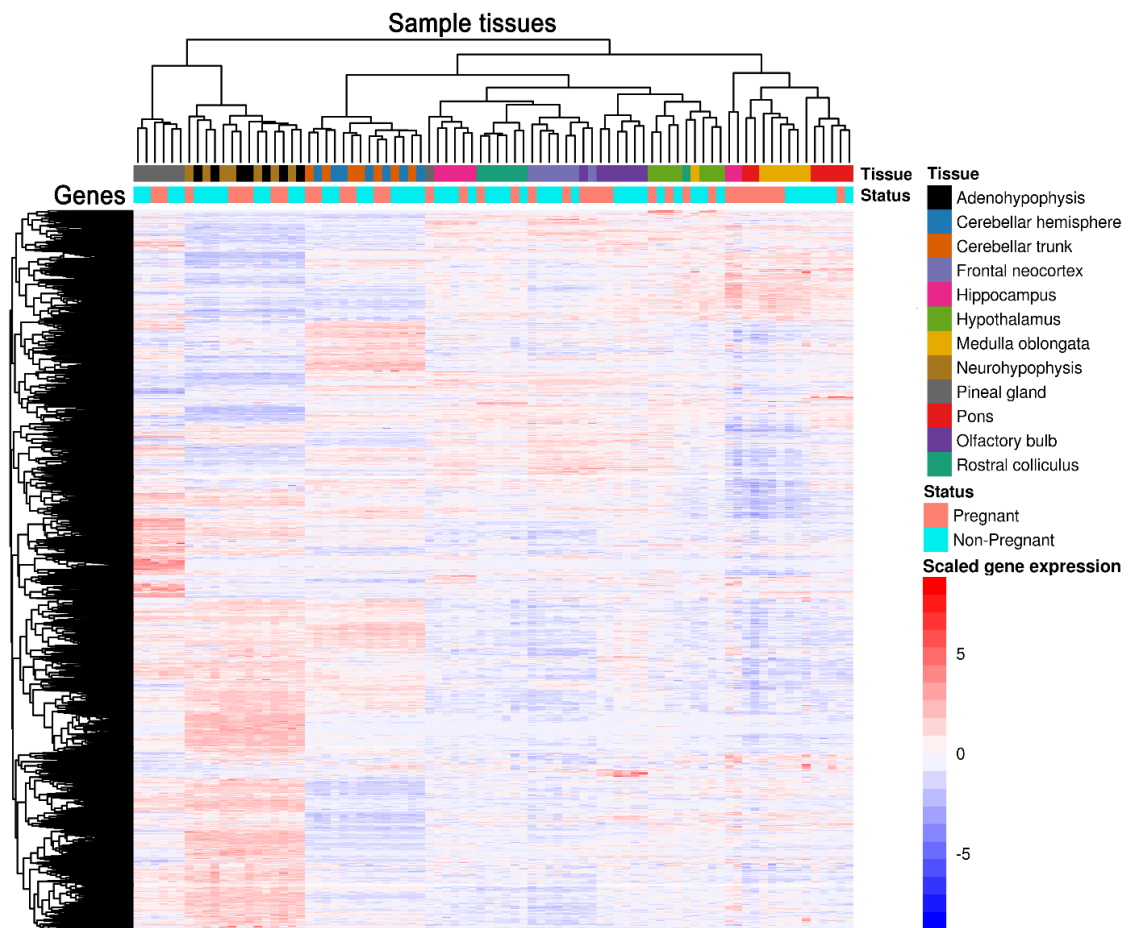 Sample tissues
Tissue
Status
Genes
Tissue
Adenohypophysis
Cerebellar hemisphere
Cerebellar trunk
Frontal neocortex
Hippocampus
Hypothalamus
Medulla oblongata
Neurohypophysis
Pineal gland
Pons
Olfactory bulb
Rostral colliculus
Status
Pregnant
Non-Pregnant
Scaled gene expression
5
0
-5